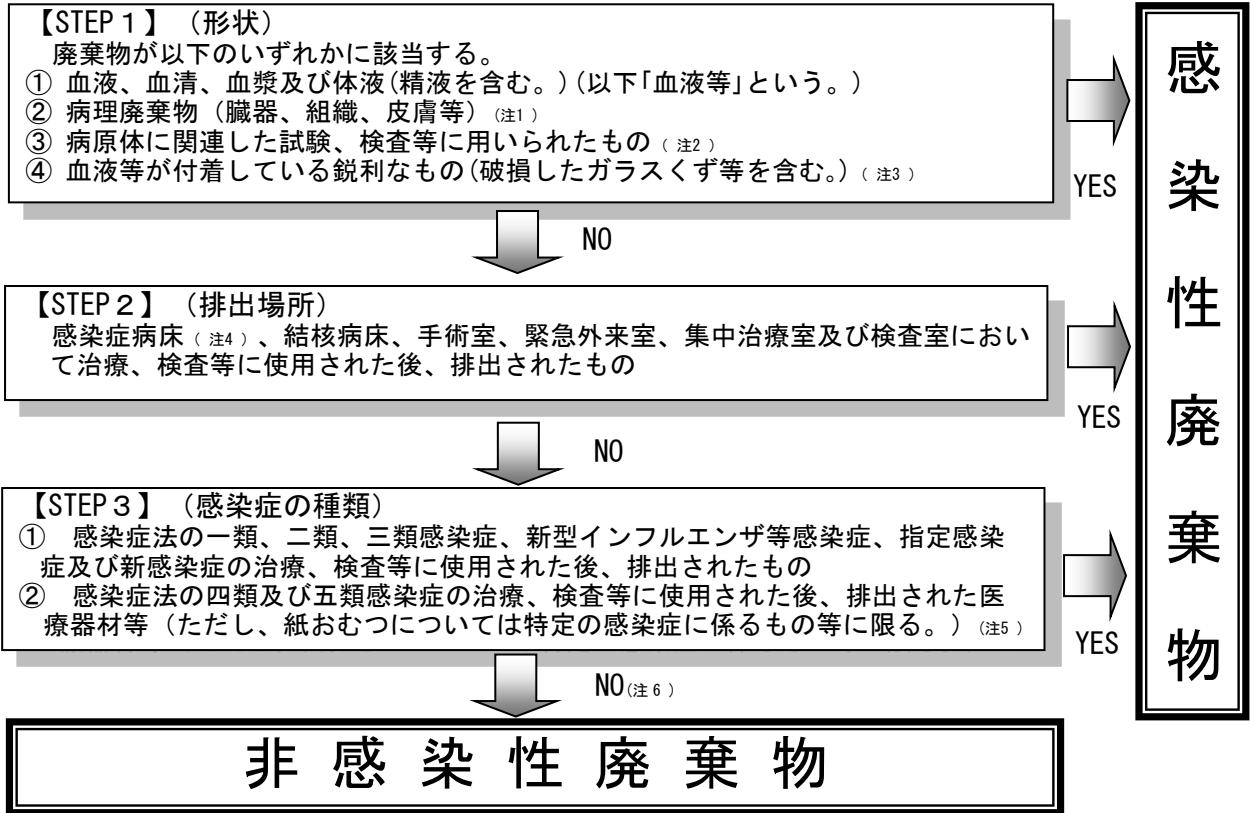 【STEP１】（形状）
廃棄物が以下のいずれかに該当する。
① 血液、血清、血漿及び体液(精液を含む。)(以下「血液等」という。)
② 病理廃棄物（臓器、組織、皮膚等）（注1）
③ 病原体に関連した試験、検査等に用いられたもの（注2）
④ 血液等が付着している鋭利なもの(破損したガラスくず等を含む。)（注3）
YES
NO
【STEP２】（排出場所）
感染症病床（注4）、結核病床、手術室、緊急外来室、集中治療室及び検査室におい
て治療、検査等に使用された後、排出されたもの
YES
NO
【STEP３】（感染症の種類）
① 感染症法の一類、二類、三類感染症、新型インフルエンザ等感染症、指定感染
症及び新感染症の治療、検査等に使用された後、排出されたもの
② 感染症法の四類及び五類感染症の治療、検査等に使用された後、排出された医
療器材等（ただし、紙おむつについては特定の感染症に係るもの等に限る。）（注5）
YES
NO（注６）
感染性廃棄物
非感染性廃棄物